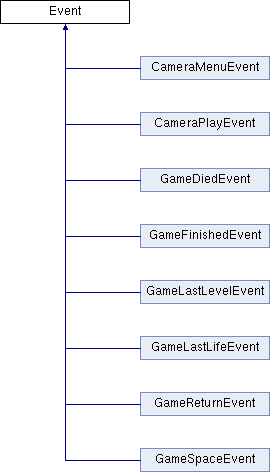 Event
CameraMenuEvent
CameraPlayEvent
GameDiedEvent
GameFinishedEvent
GameLastLevelEvent
GameLastLifeEvent
GameReturnEvent
GameSpaceEvent